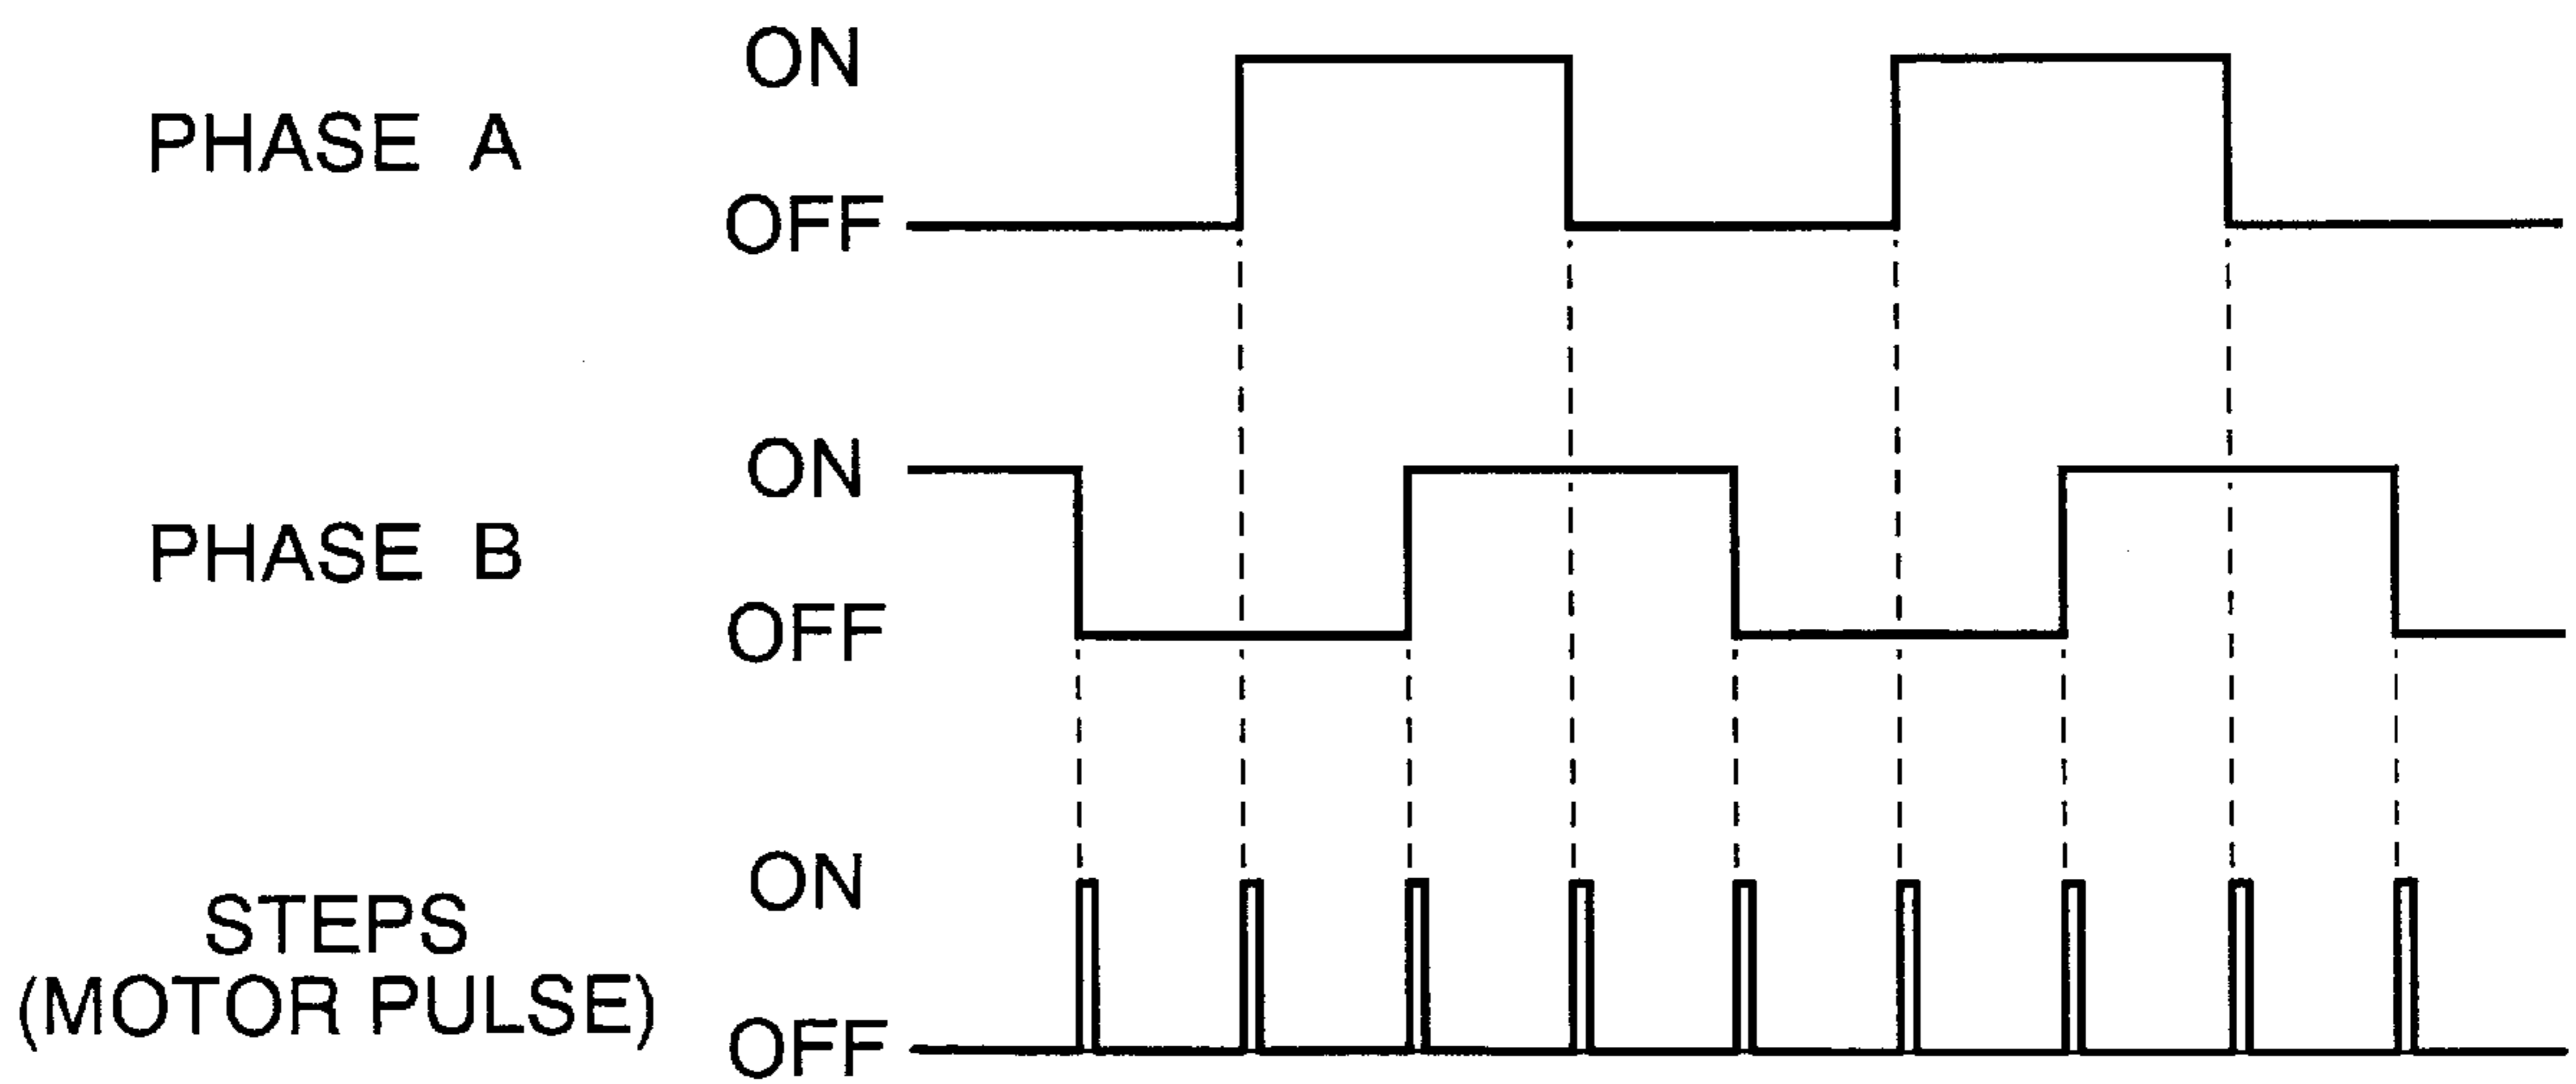 ON
PHASE A
OFF
ON
PHASE B
OFF
ON
STEPS
(MOTOR PULSE)
OFF